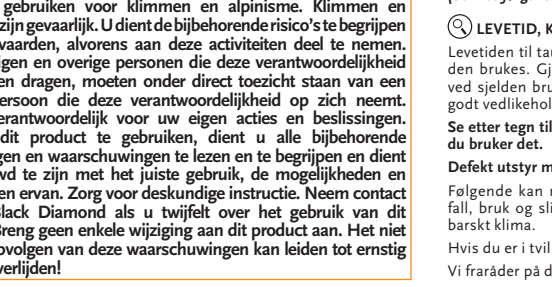 gebruiken voor klimmen en alpinisme. Klimmen en
zijn gevaarlijk. U dient de bijbehorende risico's te begrijpen
vaarden, alvorens aan deze activiteiten deel te nemen.
igen en overige personen die deze verantwoordelijkheid
en dragen, moeten onder direct toezicht staan van een
ersoon die deze verantwoordelijkheid op zich neemt.
erantwoordelijk voor uw eigen acties en beslissingen.
dit product te gebruiken, dient u alle bijbehorende
gen en waarschuwingen te lezen en te begrijpen en dient
wd te zijn met het juiste gebruik, de mogelijkheden en
en ervan. Zorg voor deskundige instructie. Neem contact
Black Diamond als u twijfelt over het gebruik van dit
Breng geen enkele wijziging aan dit product aan. Het niet
pvolgen van deze waarschuwingen kan leiden tot ernstig
verlijden!
LEVETID, K
Levetiden til tau
den brukes. Gj
ved sjelden bru
godt vedlikehol
Se etter tegn til
du bruker det.
Defekt utstyr m
Følgende kan r
fall, bruk og sli
barskt klima.
Hvis du er i tvil
Vi fraråder på d